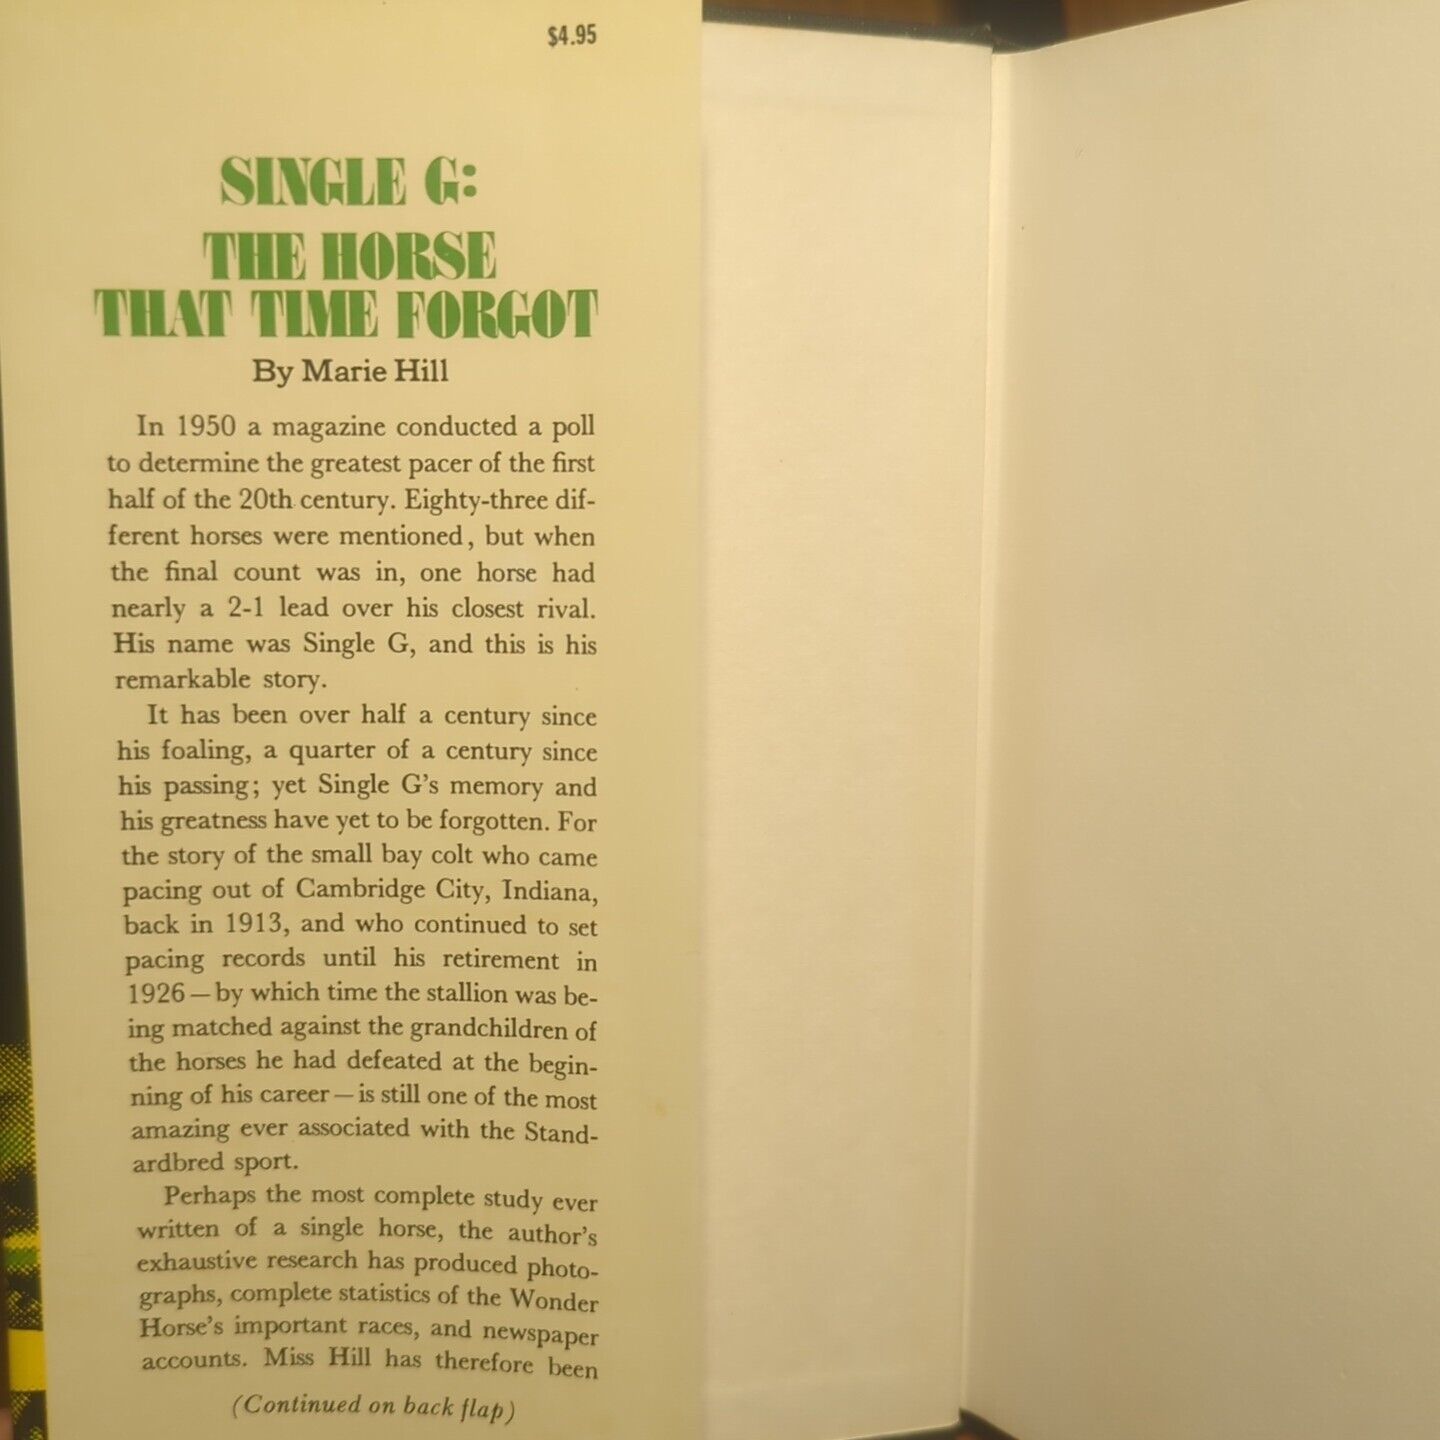 $4.95
SINGLE G:
THE HORSE
THAT TIME FORGOT
By Marie Hill
In 1950 a magazine conducted a poll
to determine the greatest pacer of the first
half of the 20th century. Eighty-three dif-
ferent horses were mentioned, but when
the final count was in, one horse had
nearly a 2-1 lead over his closest rival.
His name was Single G, and this is his
remarkable story.
It has been over half a century since
his foaling, a quarter of a century since
his passing; yet Single G's memory and
his greatness have yet to be forgotten. For
the story of the small bay colt who came
pacing out of Cambridge City, Indiana,
back in 1913, and who continued to set
pacing records until his retirement in
1926 — by which time the stallion was be-
ing matched against the grandchildren of
the horses he had defeated at the begin-
ning of his career — is still one of the most
amazing ever associated with the Stand-
ardbred sport.
Perhaps the most complete study ever
written of a single horse, the author's
exhaustive research has produced photo-
graphs, complete statistics of the Wonder
Horse's important races, and newspaper
accounts. Miss Hill has therefore been
(Continued on back flap)